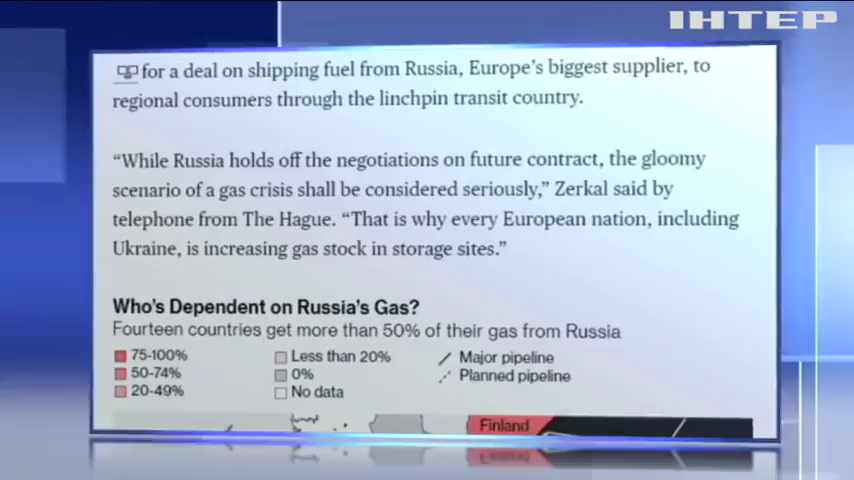 ІНТЕР
for a deal on shipping fuel from Russia, Europe’s biggest supplier, to
regional consumers through the linchpin transit country.
“While Russia holds off the negotiations on future contract, the gloomy
scenario of a gas crisis shall be considered seriously,” Zerkal said by
telephone from The Hague. “That is why every European nation, including
Ukraine, is increasing gas stock in storage sites.”
Who's Dependent on Russia's Gas?
Fourteen countries get more than 50% of their gas from Russia
75-100%
50-74%
20-49%
Less than 20%
0%
No data
Major pipeline
Planned pipeline
Finland